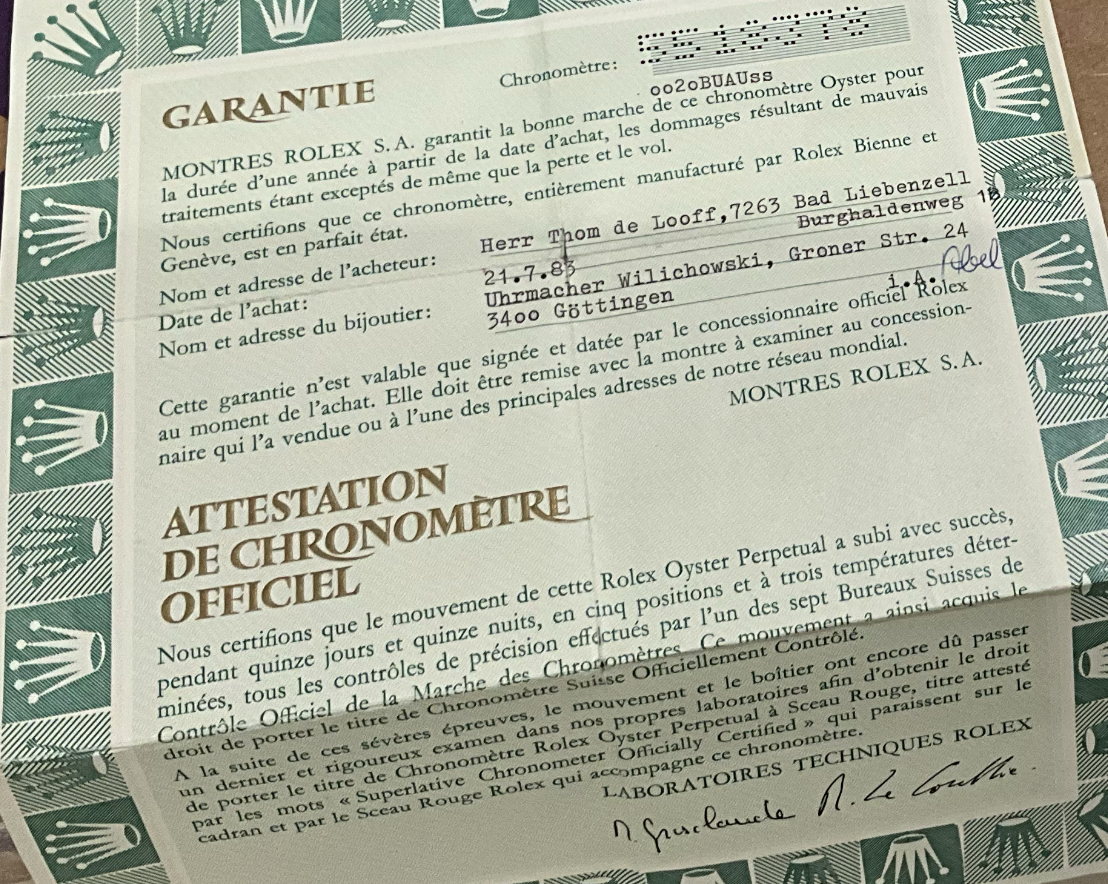 GARANTIE
Chronomètre:
oo2oBUAUss
MONTRES ROLEX S. A. garantit la bonne marche de ce chronomètre Oyster pour
la durée d'une année à partir de la date d'achat, les dommages résultant de mauvais
traitements étant exceptés de même que la perte et le vol.
Nous certifions que ce chronomètre, entièrement manufacturé par Rolex Bienne et
Genève, est en parfait état.
Nom et adresse de l'acheteur: Herr Thom de Looff,7263 Bad Liebenzell
Burghaldenweg 18
Date de l'achat: 21.7.83
Nom et adresse du bijoutier: Uhrmacher Wilichowski, Groner Str. 24
3400 Göttingen i.A. Abel
Cette garantie n'est valable que signée et datée par le concessionnaire officiel Rolex
au moment de l'achat. Elle doit être remise avec la montre à examiner au concession-
naire qui l'a vendue ou à l'une des principales adresses de notre réseau mondial.
MONTRES ROLEX S. A.
ATTESTATION
DE CHRONOMÈTRE
OFFICIEL
Nous certifions que le mouvement de cette Rolex Oyster Perpetual a subi avec succès,
pendant quinze jours et quinze nuits, en cinq positions et à trois températures déter-
minées, tous les contrôles de précision effectués par l'un des sept Bureaux Suisses de
Contrôle Officiel de la Marche des Chronomètres. Ce mouvement a ainsi acquis le
droit de porter le titre de Chronomètre Suisse Officiellement Contrôlé.
A la suite de ces sévères épreuves, le mouvement et le boîtier ont encore dû passer
un dernier et rigoureux examen dans nos propres laboratoires afin d'obtenir le droit
de porter le titre de Chronomètre Rolex Oyster Perpetual à Sceau Rouge, titre attesté
par les mots « Superlative Chronometer Officially Certified » qui paraissent sur le
cadran et par le Sceau Rouge Rolex qui accompagne ce chronomètre.
LABORATOIRES TECHNIQUES ROLEX